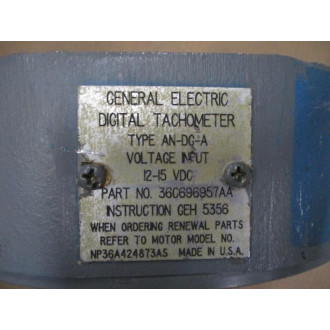 GENERAL ELECTRIC
DIGITAL TACHOMETER
TYPE AN-DG-A
VOLTAGE INPUT
12-15 VDC
PART NO. 36C696957AA
INSTRUCTION GEH 5356
WHEN ORDERING RENEWAL PARTS
REFER TO MOTOR MODEL NO.
NP36A424873AS MADE IN U.S.A.